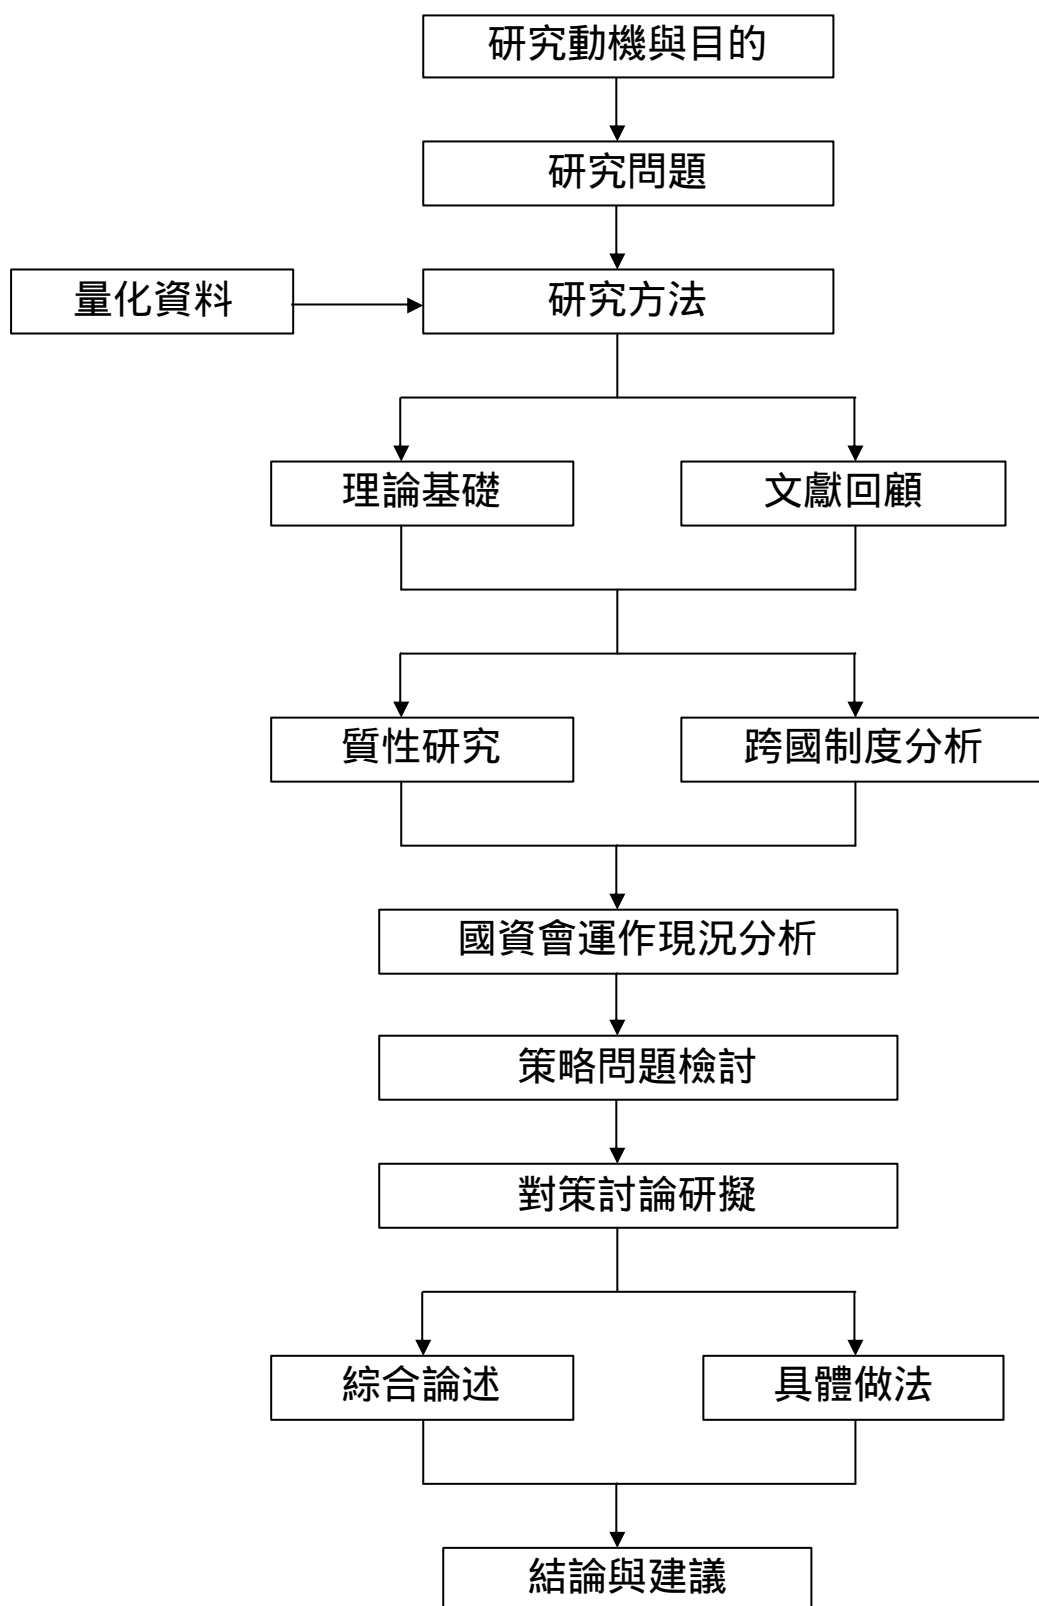 研究動機與目的
研究問題
量化資料
研究方法
理論基礎
文獻回顧
質性研究
跨國制度分析
國資會運作現況分析
策略問題檢討
對策討論研擬
綜合論述
具體做法
結論與建議